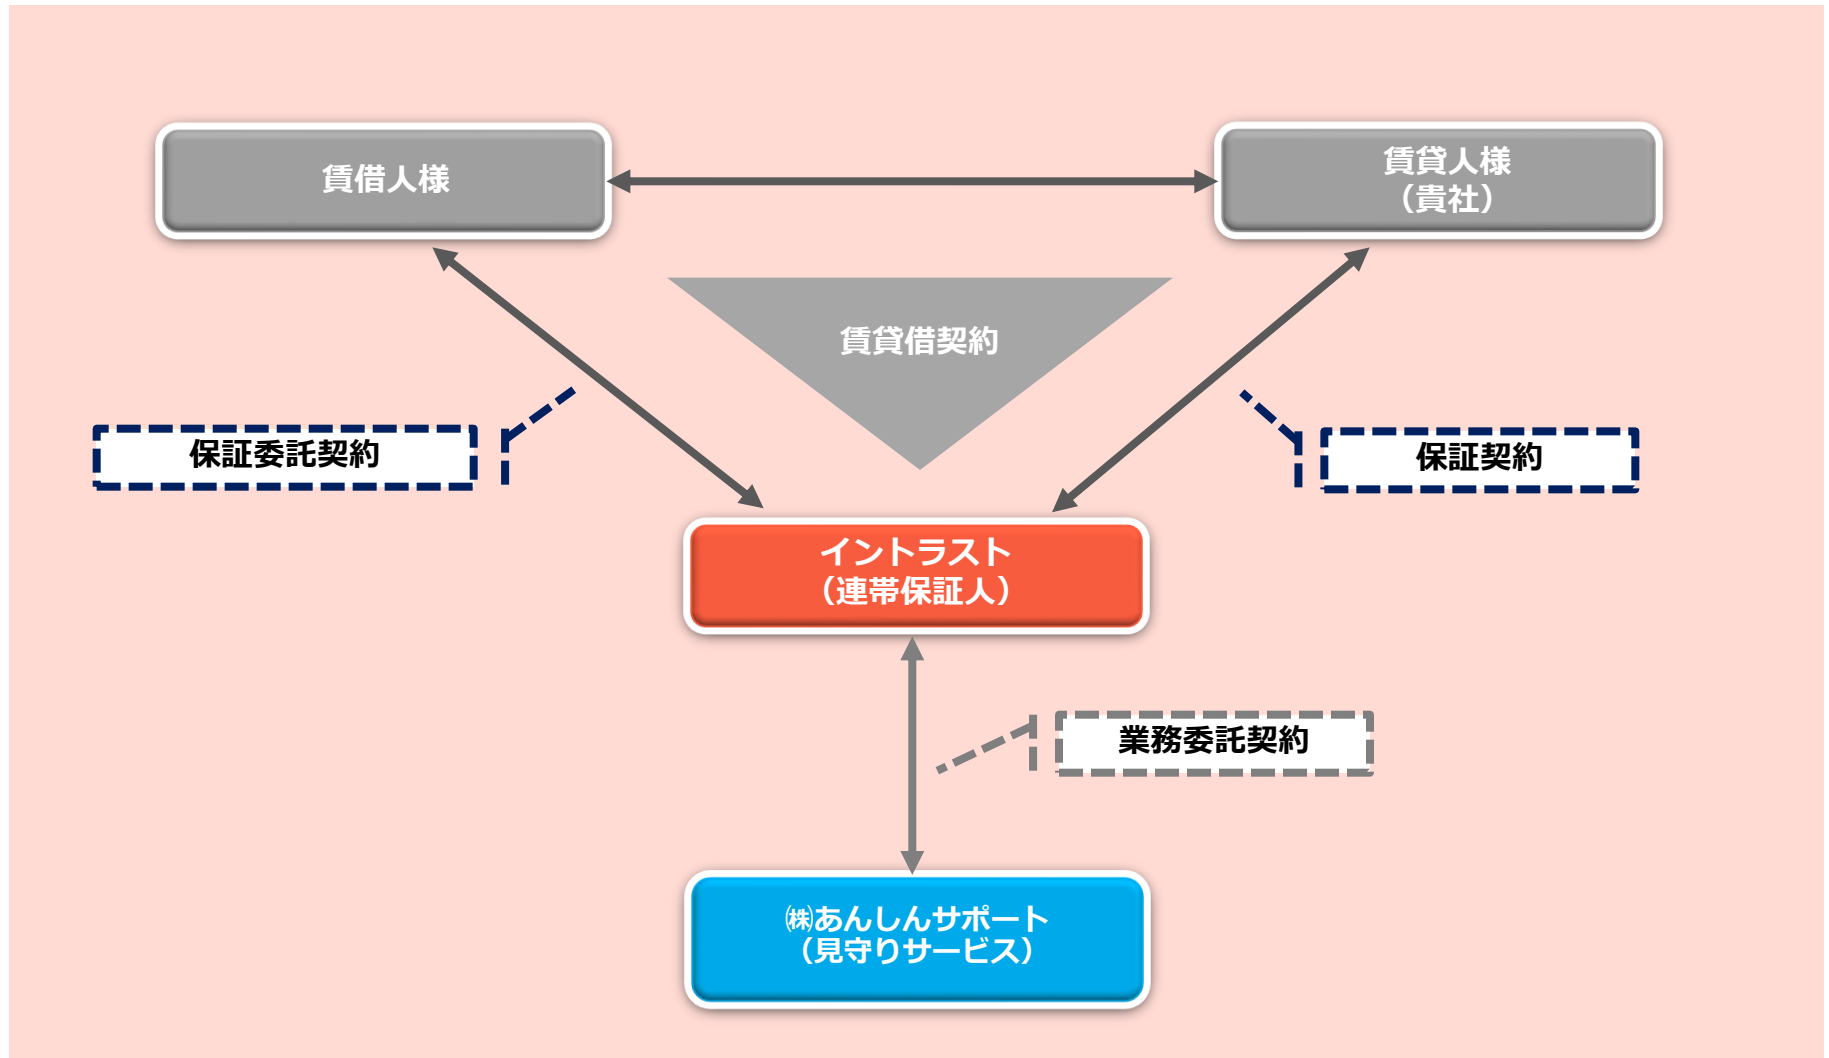 賃借人様
賃貸人様
（貴社）
賃貸借契約
保証委託契約
保証契約
イントラスト
（連帯保証人）
業務委託契約
㈱あんしんサポート
（見守りサービス）